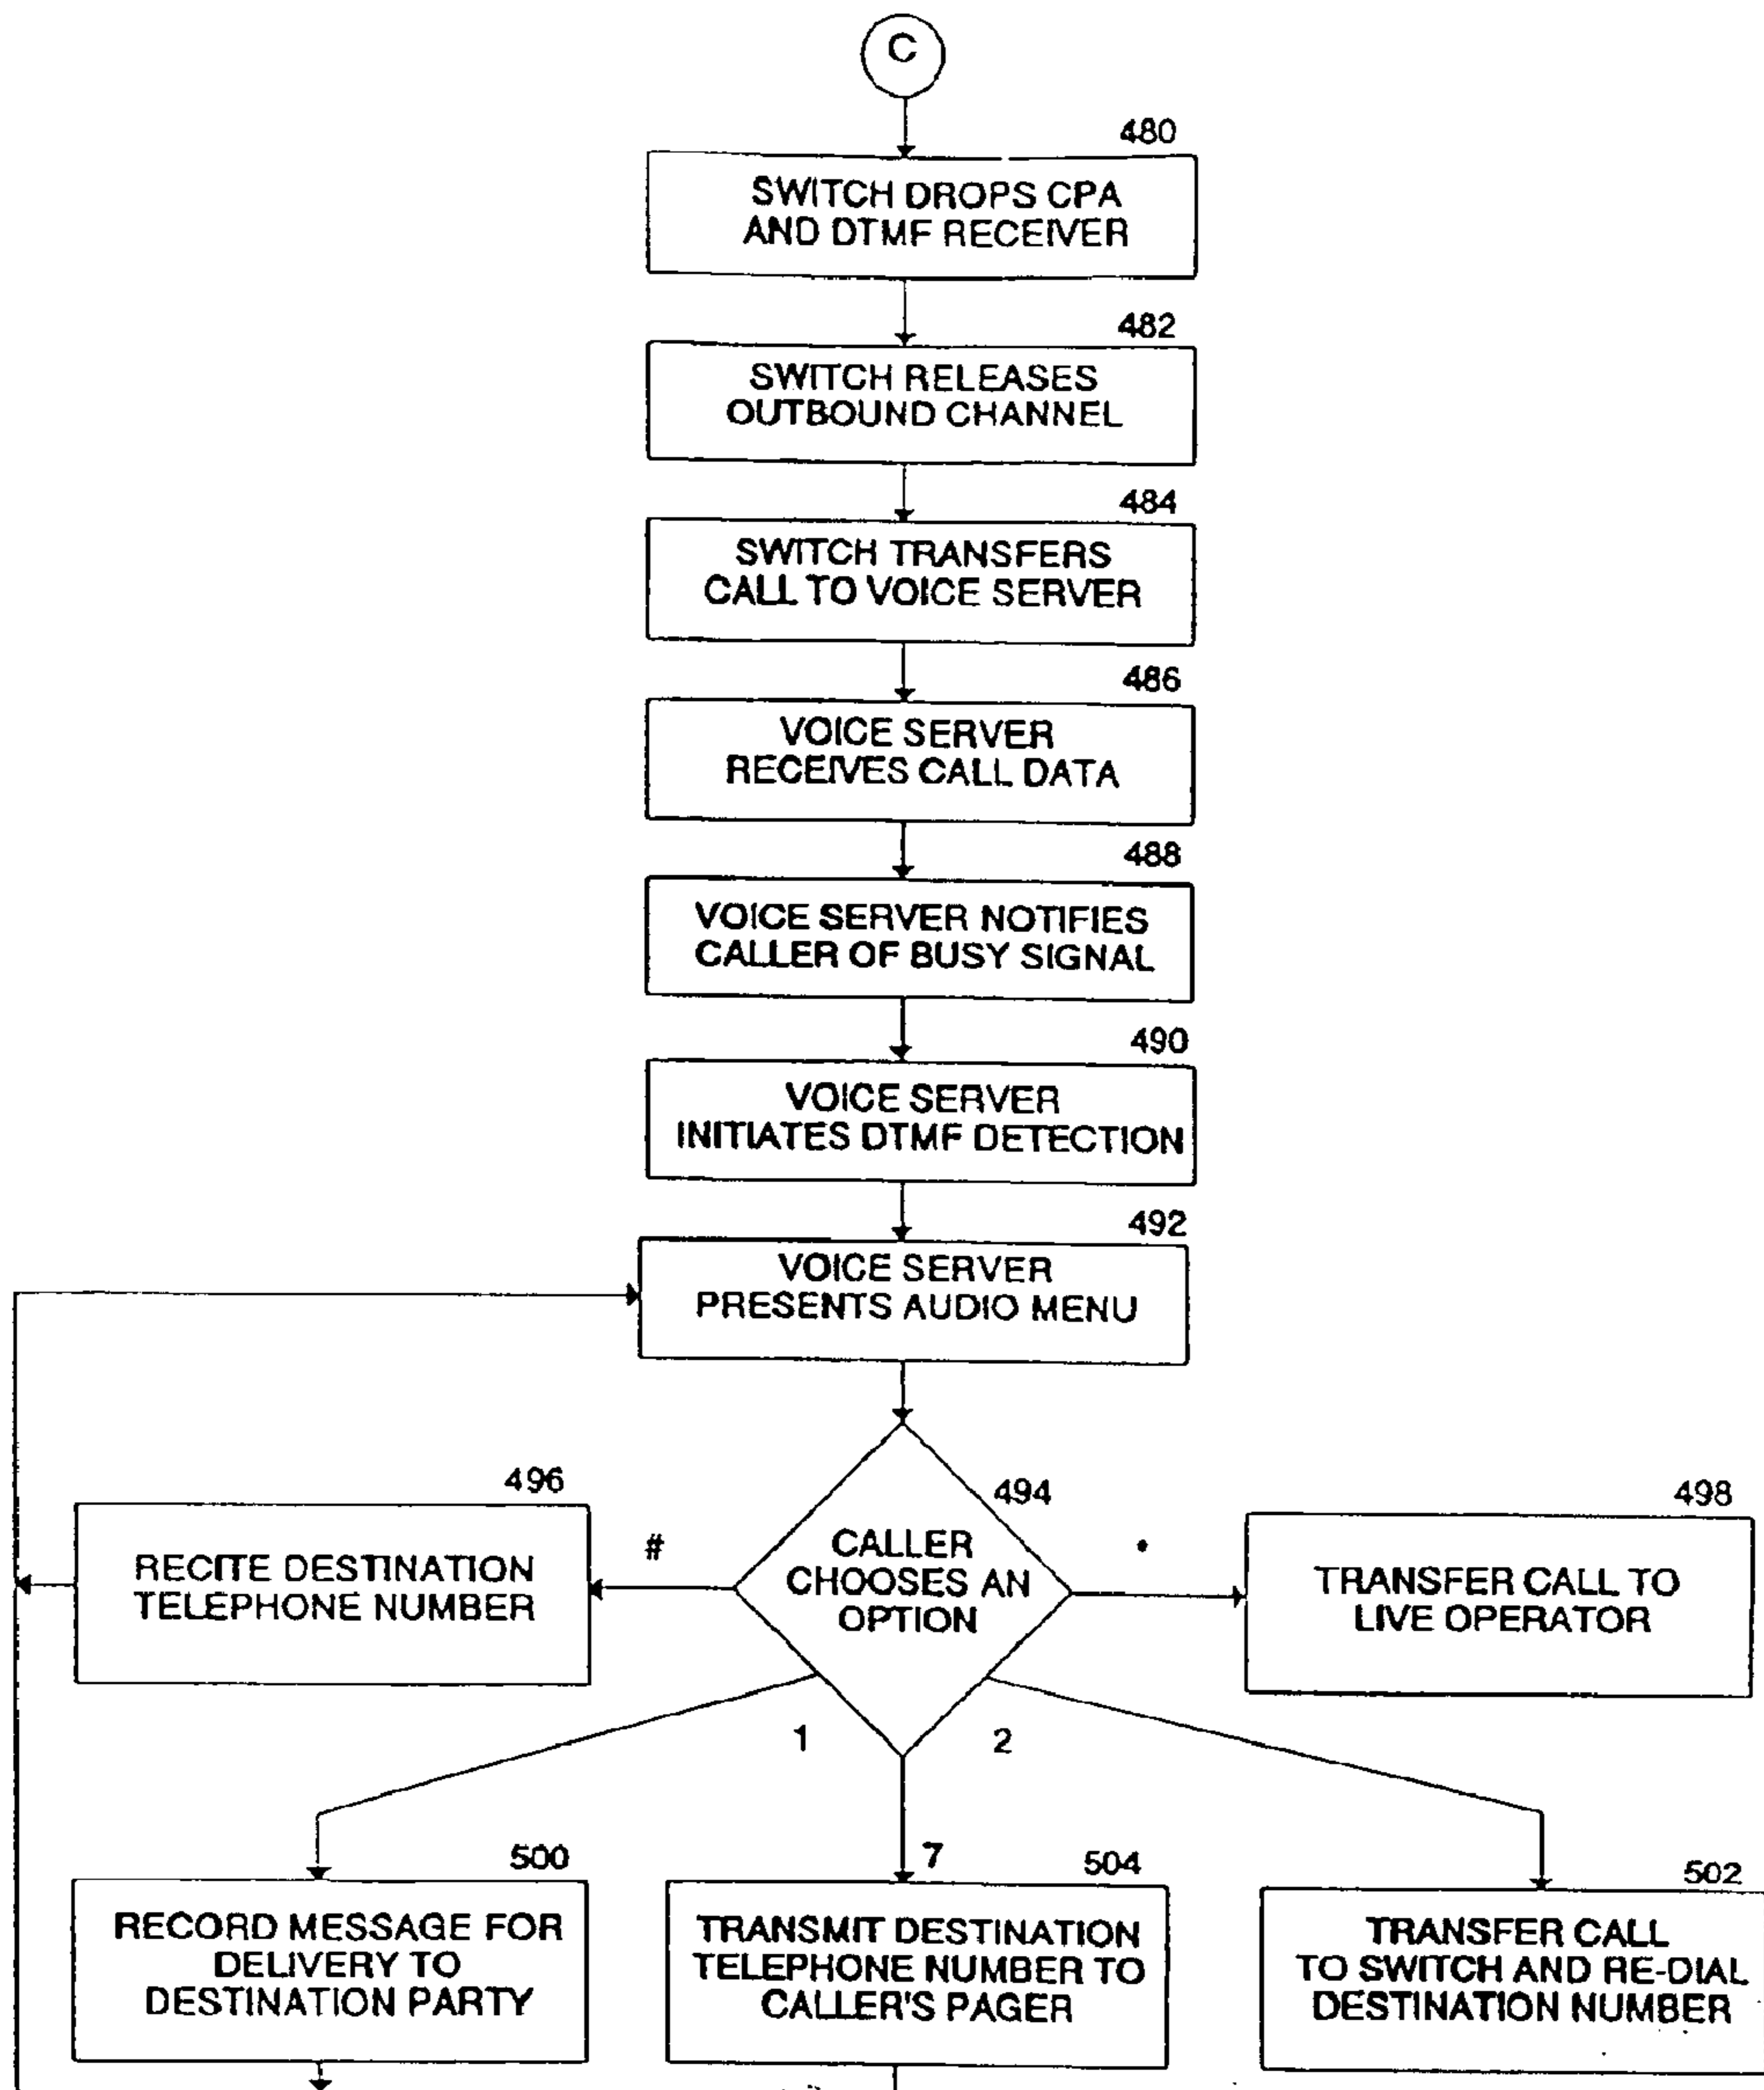 C
480
SWITCH DROPS CPA
AND DTMF RECEIVER
482
SWITCH RELEASES
OUTBOUND CHANNEL
484
SWITCH TRANSFERS
CALL TO VOICE SERVER
486
VOICE SERVER
RECEIVES CALL DATA
488
VOICE SERVER NOTIFIES
CALLER OF BUSY SIGNAL
490
VOICE SERVER
INITIATES DTMF DETECTION
492
VOICE SERVER
PRESENTS AUDIO MENU
494
CALLER
CHOOSES AN
OPTION
#
496
RECITE DESTINATION
TELEPHONE NUMBER
*
498
TRANSFER CALL TO
LIVE OPERATOR
1
500
RECORD MESSAGE FOR
DELIVERY TO
DESTINATION PARTY
7
504
TRANSMIT DESTINATION
TELEPHONE NUMBER TO
CALLER'S PAGER
2
502
TRANSFER CALL
TO SWITCH AND RE-DIAL
DESTINATION NUMBER